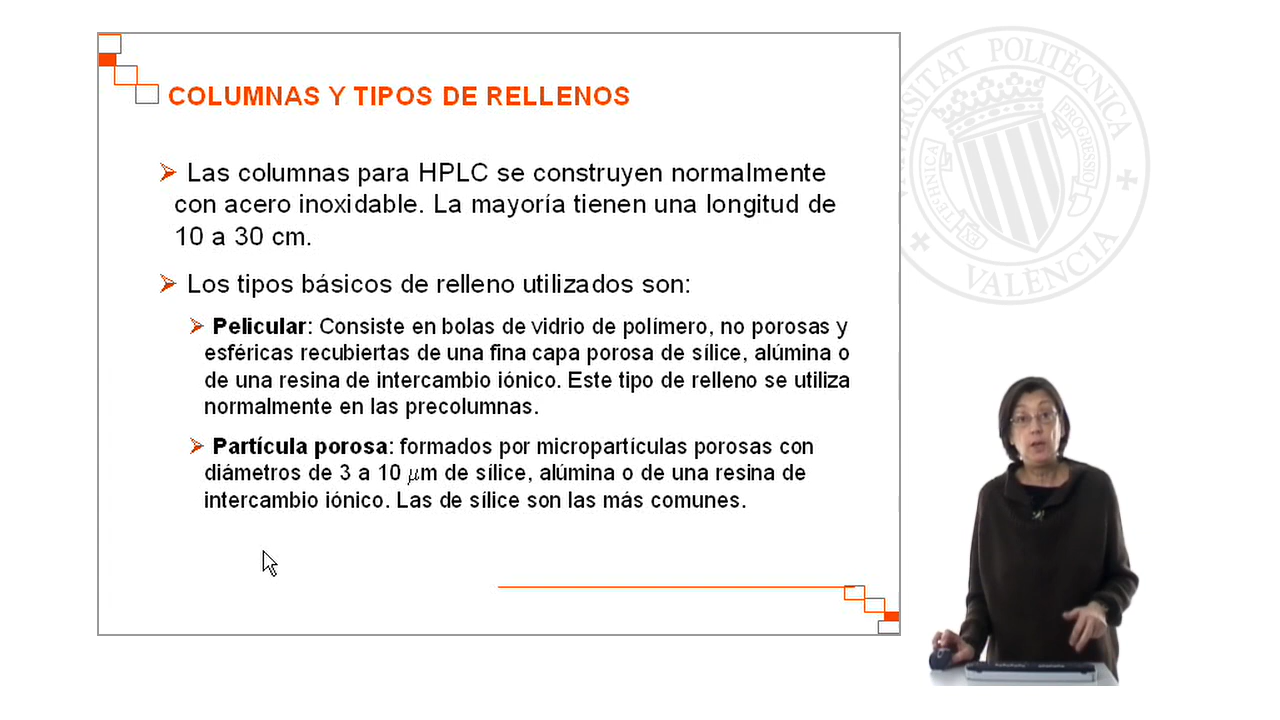 COLUMNAS Y TIPOS DE RELLENOS
Las columnas para HPLC se construyen normalmente
con acero inoxidable. La mayoría tienen una longitud de
10 a 30 cm.
Los tipos básicos de relleno utilizados son:
Pelicular: Consiste en bolas de vidrio de polímero, no porosas y
esféricas recubiertas de una fina capa porosa de sílice, alúmina o
de una resina de intercambio iónico. Este tipo de relleno se utiliza
normalmente en las precolumnas.
Partícula porosa: formados por micropartículas porosas con
diámetros de 3 a 10 μm de sílice, alúmina o de una resina de
intercambio iónico. Las de sílice son las más comunes.
POLITÈCNICA
VALÈNCIA
EX TECHNICA
PROGRESSIO